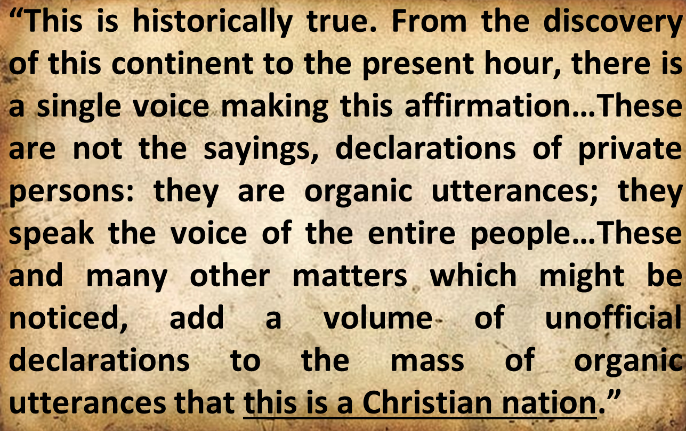 “This is historically true. From the discovery
of this continent to the present hour, there is
a single voice making this affirmation…These
are not the sayings, declarations of private
persons: they are organic utterances; they
speak the voice of the entire people…These
and many other matters which might be
noticed, add a volume of unofficial
declarations to the mass of organic
utterances that this is a Christian nation.”